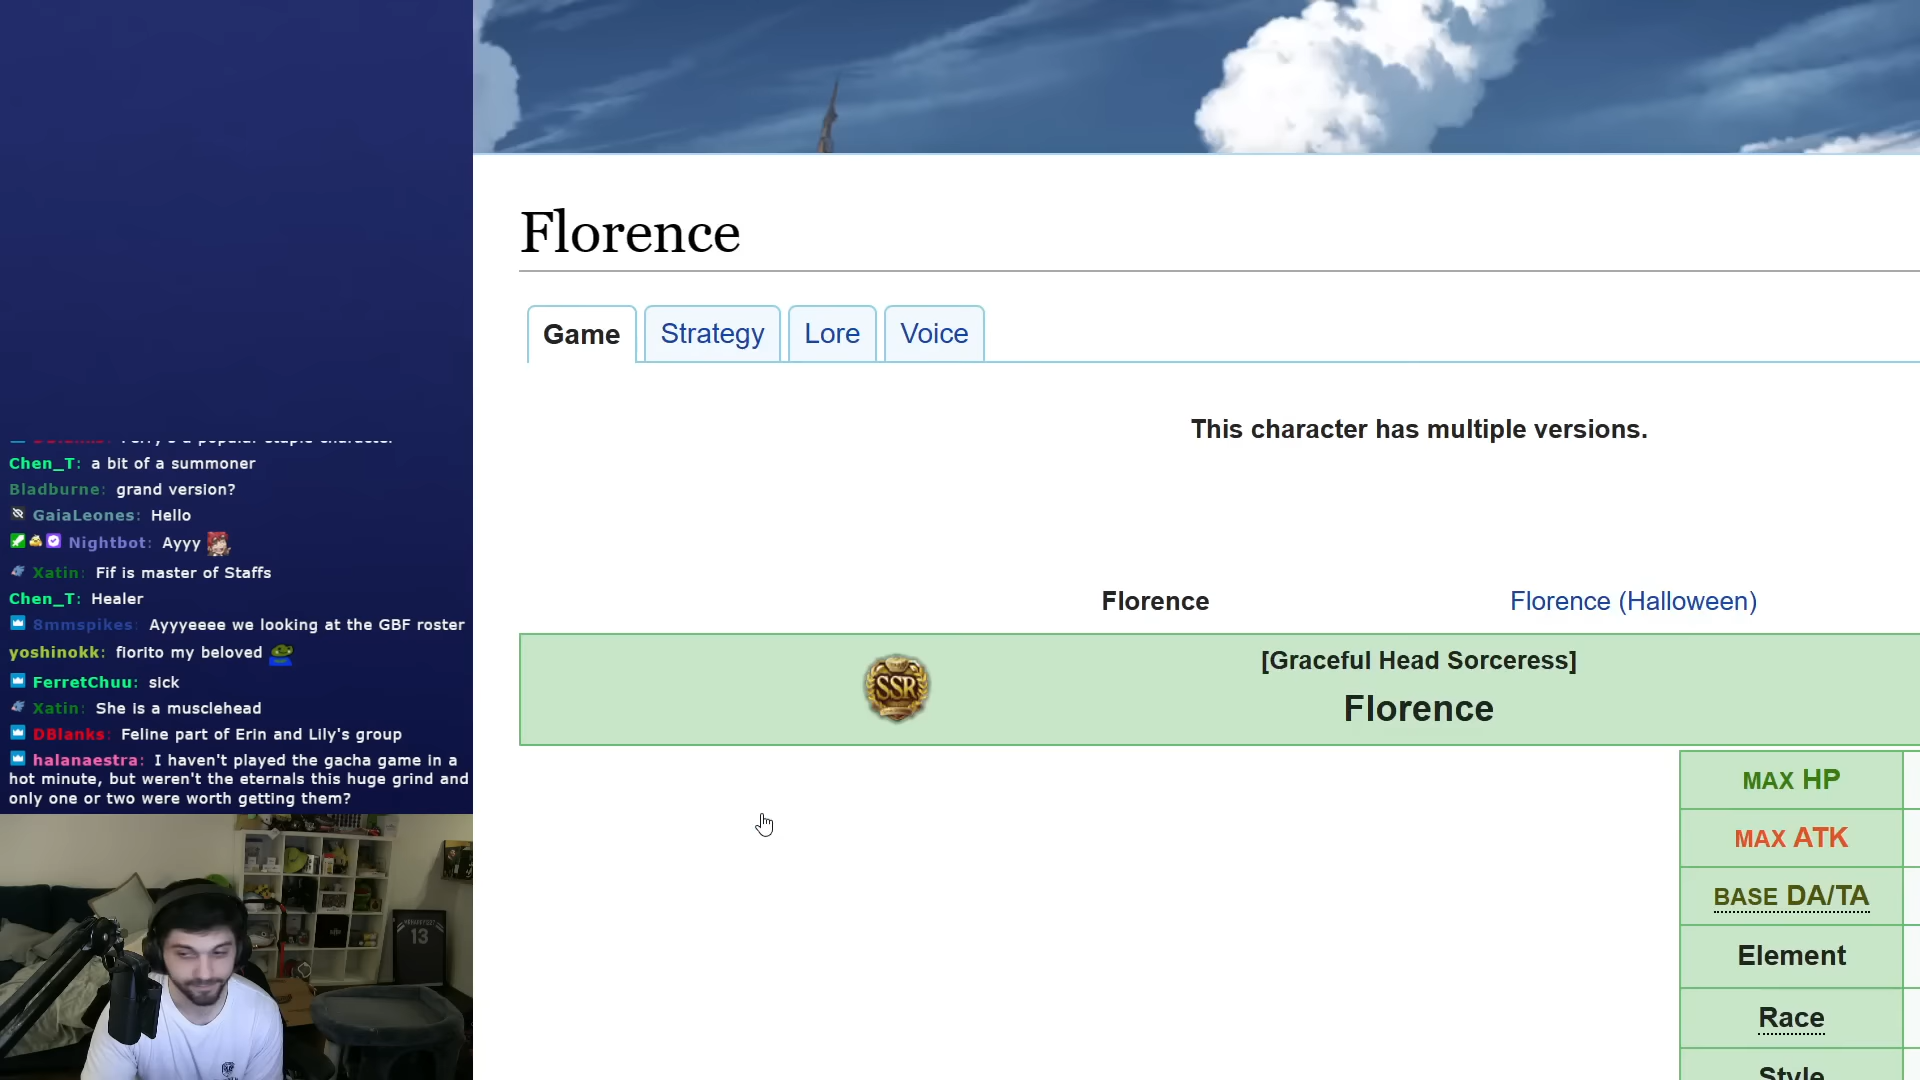 Florence
Game
Strategy
Lore
Voice
This character has multiple versions.
Florence
Florence (Halloween)
SSR
[Graceful Head Sorceress]
Florence
MAX HP
MAX ATK
BASE DA/TA
Element
Race
Style
Chen_T: a bit of a summoner
Bladburne: grand version?
GaiaLeones: Hello
Nightbot: Ayyy
Xatin: Fif is master of Staffs
Chen_T: Healer
8mmspikes: Ayyyeeee we looking at the GBF roster
yoshinokk: fiorito my beloved
FerretChuu: sick
Xatin: She is a musclehead
DBlanks: Feline part of Erin and Lily's group
halanaestra: I haven't played the gacha game in a
hot minute, but weren't the eternals this huge grind and
only one or two were worth getting them?
13